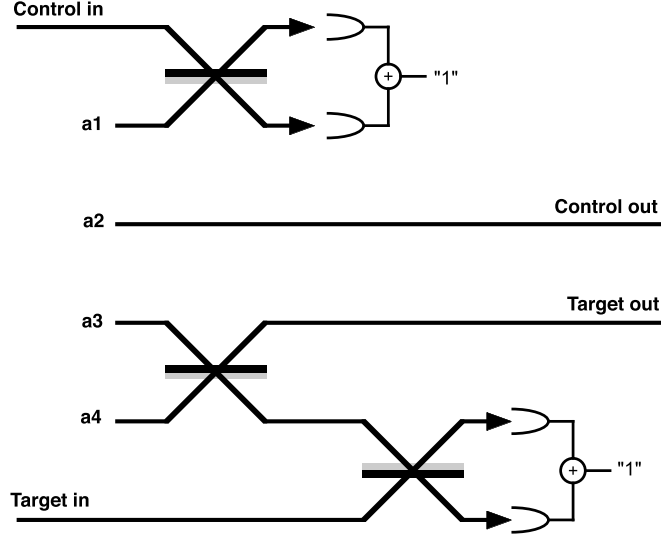 Control in
+
"1"
a1
a2
Control out
a3
Target out
a4
+
"1"
Target in